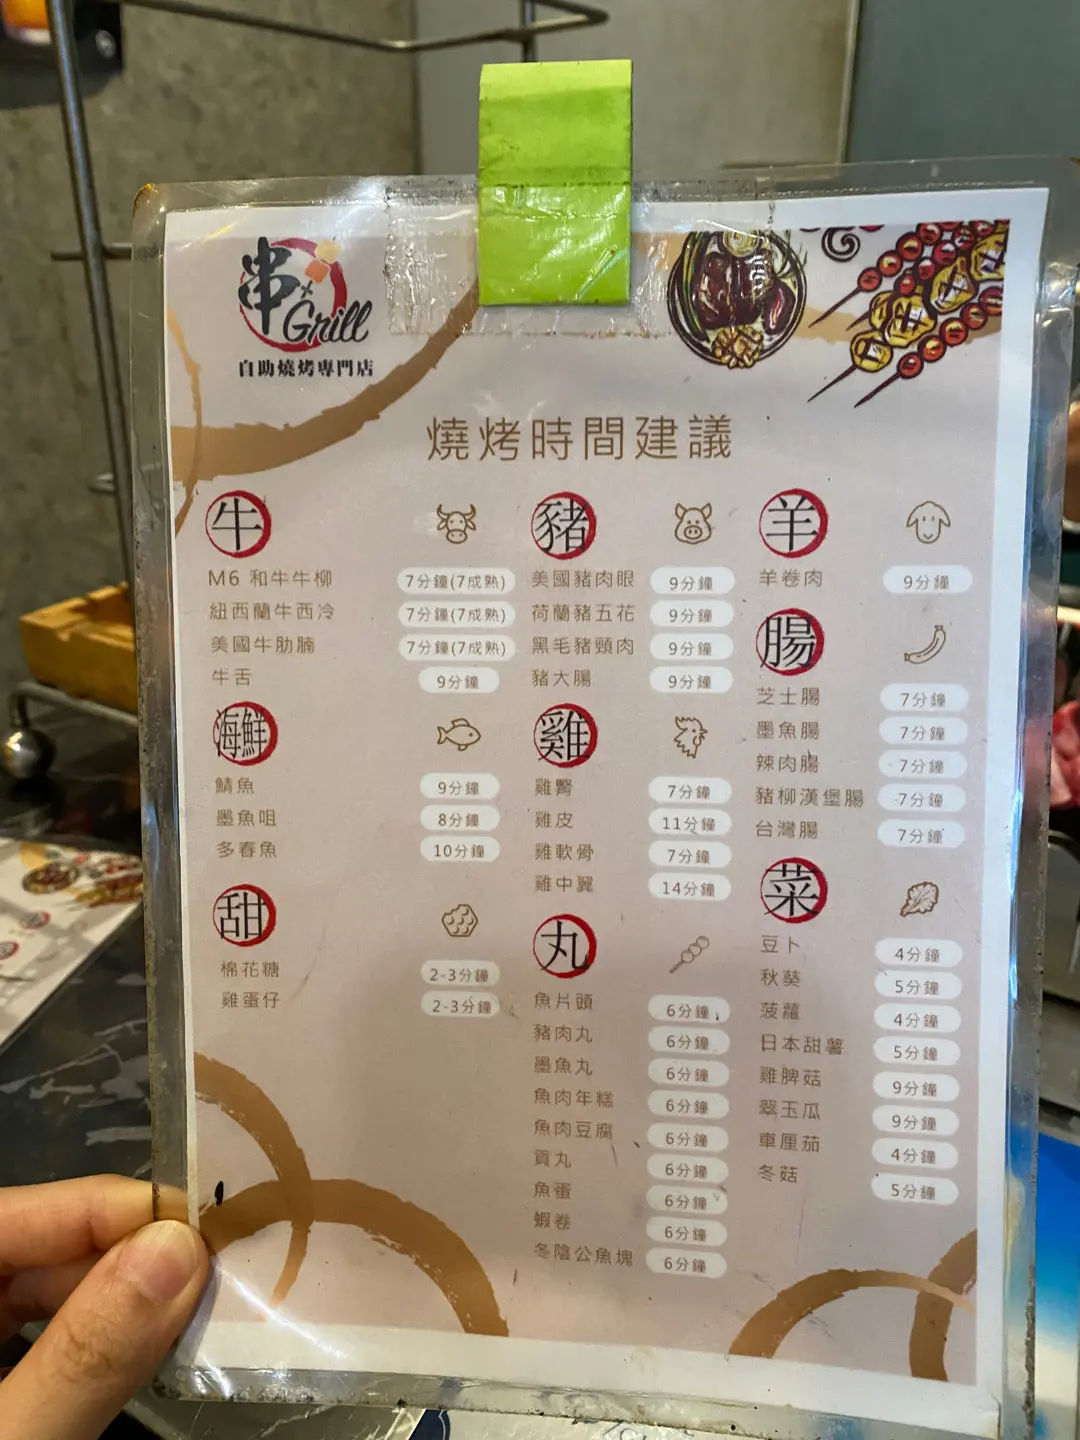 串
Grill
自助燒烤專門店
燒烤時間建議
牛
M6 和牛牛柳 7分鐘(7成熟)
紐西蘭牛西冷 7分鐘(7成熟)
美國牛肋腩 7分鐘(7成熟)
牛舌 9分鐘
海鮮
鯖魚 9分鐘
墨魚咀 8分鐘
多春魚 10分鐘
甜
棉花糖 2-3分鐘
雞蛋仔 2-3分鐘
豬
美國豬肉眼 9分鐘
荷蘭豬五花 9分鐘
黑毛豬頸肉 9分鐘
豬大腸 9分鐘
雞
雞腎 7分鐘
雞皮 11分鐘
雞軟骨 7分鐘
雞中翼 14分鐘
丸
魚片頭 6分鐘
豬肉丸 6分鐘
墨魚丸 6分鐘
魚肉年糕 6分鐘
魚肉豆腐 6分鐘
貢丸 6分鐘
魚蛋 6分鐘
蝦卷 6分鐘
冬陰公魚塊 6分鐘
羊
羊卷肉 9分鐘
腸
芝士腸 7分鐘
墨魚腸 7分鐘
辣肉腸 7分鐘
豬柳漢堡腸 7分鐘
台灣腸 7分鐘
菜
豆卜 4分鐘
秋葵 5分鐘
菠蘿 4分鐘
日本甜薯 5分鐘
雞脾菇 9分鐘
翠玉瓜 9分鐘
車厘茄 4分鐘
冬菇 5分鐘